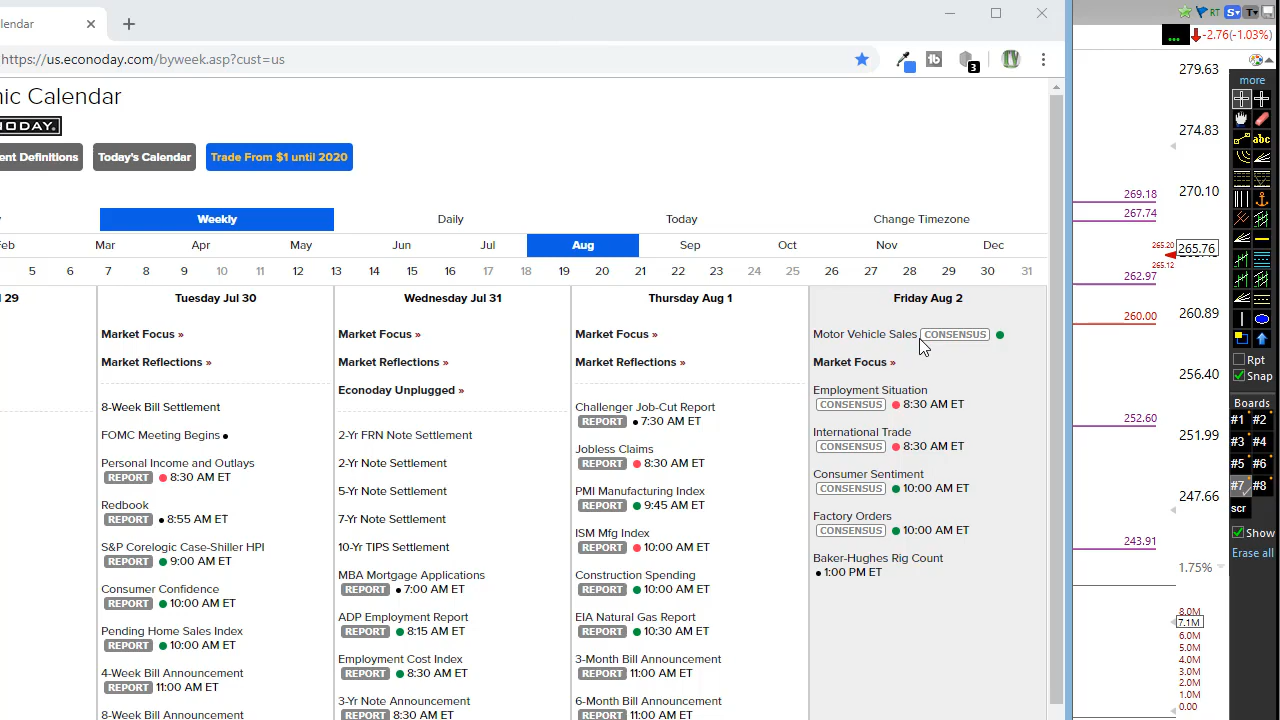 lendar
https://us.econoday.com/byweek.asp?cust=us
3
nic Calendar
ODAY.
ent Definitions
Today's Calendar
Trade From $1 until 2020
Weekly
Daily
Today
Change Timezone
eb Mar Apr May Jun Jul Aug Sep Oct Nov Dec
5 6 7 8 9 10 11 12 13 14 15 16 17 18 19 20 21 22 23 24 25 26 27 28 29 30 31
l 29
Tuesday Jul 30
Market Focus »
Market Reflections »
8-Week Bill Settlement
FOMC Meeting Begins
Personal Income and Outlays
REPORT 8:30 AM ET
Redbook
REPORT 8:55 AM ET
S&P Corelogic Case-Shiller HPI
REPORT 9:00 AM ET
Consumer Confidence
REPORT 10:00 AM ET
Pending Home Sales Index
REPORT 10:00 AM ET
4-Week Bill Announcement
REPORT 11:00 AM ET
8-Week Bill Announcement
Wednesday Jul 31
Market Focus »
Market Reflections »
Econoday Unplugged »
2-Yr FRN Note Settlement
2-Yr Note Settlement
5-Yr Note Settlement
7-Yr Note Settlement
10-Yr TIPS Settlement
MBA Mortgage Applications
REPORT 7:00 AM ET
ADP Employment Report
REPORT 8:15 AM ET
Employment Cost Index
REPORT 8:30 AM ET
3-Yr Note Announcement
REPORT 8:30 AM ET
Thursday Aug 1
Market Focus »
Market Reflections »
Challenger Job-Cut Report
REPORT 7:30 AM ET
Jobless Claims
REPORT 8:30 AM ET
PMI Manufacturing Index
REPORT 9:45 AM ET
ISM Mfg Index
REPORT 10:00 AM ET
Construction Spending
REPORT 10:00 AM ET
EIA Natural Gas Report
REPORT 10:30 AM ET
3-Month Bill Announcement
REPORT 11:00 AM ET
6-Month Bill Announcement
REPORT 11:00 AM ET
Friday Aug 2
Motor Vehicle Sales CONSENSUS
Market Focus »
Employment Situation
CONSENSUS 8:30 AM ET
International Trade
CONSENSUS 8:30 AM ET
Consumer Sentiment
CONSENSUS 10:00 AM ET
Factory Orders
CONSENSUS 10:00 AM ET
Baker-Hughes Rig Count
1:00 PM ET
RT S T
... -2.76(-1.03%)
279.63
274.83
270.10
269.18
267.74
265.20
265.76
265.12
262.97
260.89
260.00
256.40
252.60
251.99
247.66
243.91
1.75%
8.0M
7.1M
6.0M
5.0M
4.0M
3.0M
2.0M
1.0M
0.00
more
abc
Rpt
Snap
Boards
#1 #2
#3 #4
#5 #6
#7 #8
scr
Show
Erase all